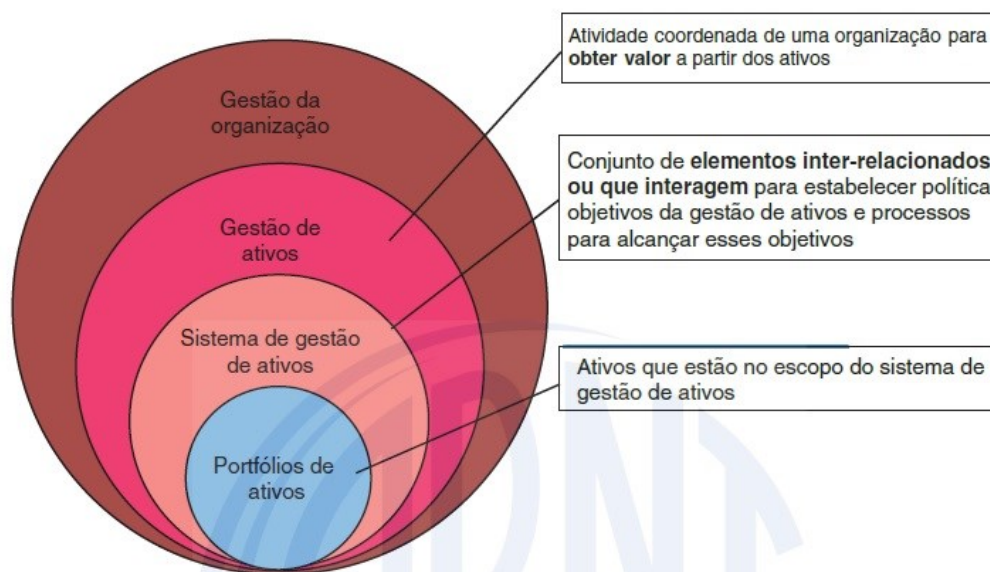 Atividade coordenada de uma organização para
obter valor a partir dos ativos
Gestão da
organização
Conjunto de elementos inter-relacionados
ou que interagem para estabelecer política
objetivos da gestão de ativos e processos
para alcançar esses objetivos
Gestão de
ativos
Sistema de gestão
de ativos
Ativos que estão no escopo do sistema de
gestão de ativos
Portfólios de
ativos